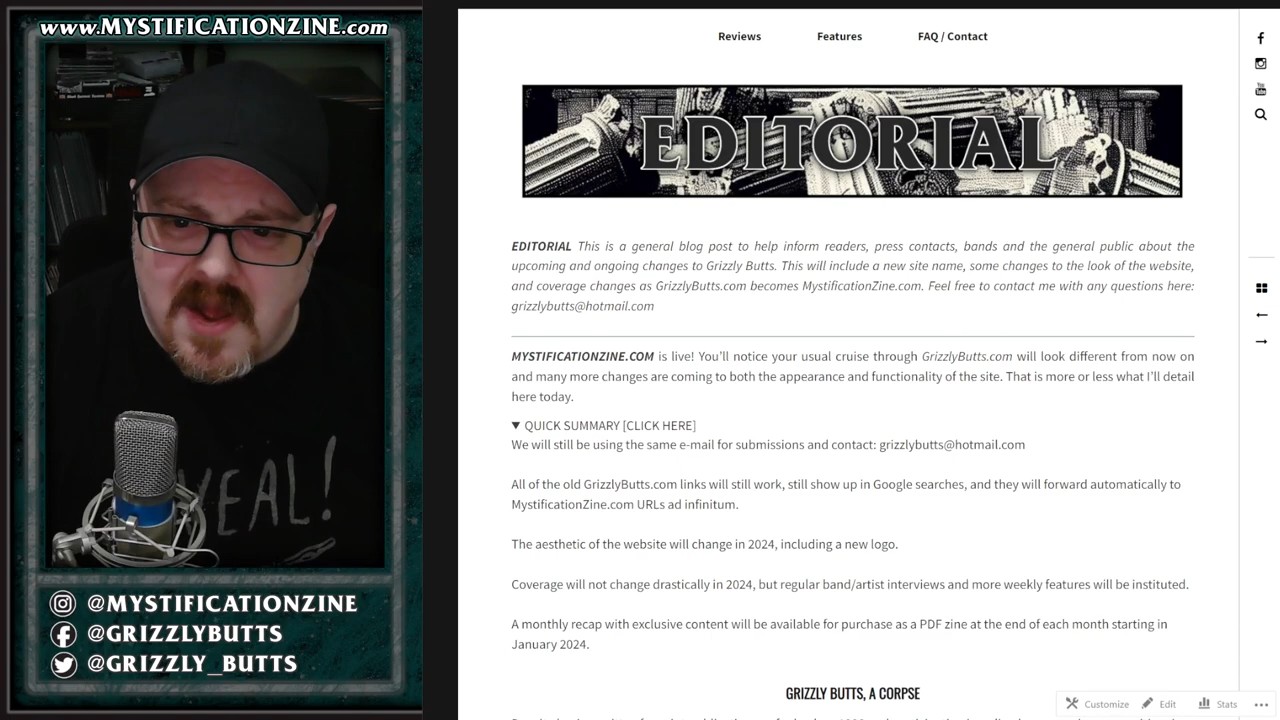 www.MYSTIFICATIONZINE.com
YEAL!
@MYSTIFICATIONZINE
@GRIZZLYBUTTS
@GRIZZLY_BUTTS
Reviews
Features
FAQ / Contact
EDITORIAL
EDITORIAL This is a general blog post to help inform readers, press contacts, bands and the general public about the
upcoming and ongoing changes to Grizzly Butts. This will include a new site name, some changes to the look of the website,
and coverage changes as GrizzlyButts.com becomes MystificationZine.com. Feel free to contact me with any questions here:
grizzlybutts@hotmail.com
MYSTIFICATIONZINE.COM is live! You’ll notice your usual cruise through GrizzlyButts.com will look different from now on
and many more changes are coming to both the appearance and functionality of the site. That is more or less what I’ll detail
here today.
▼ QUICK SUMMARY [CLICK HERE]
We will still be using the same e-mail for submissions and contact: grizzlybutts@hotmail.com
All of the old GrizzlyButts.com links will still work, still show up in Google searches, and they will forward automatically to
MystificationZine.com URLs ad infinitum.
The aesthetic of the website will change in 2024, including a new logo.
Coverage will not change drastically in 2024, but regular band/artist interviews and more weekly features will be instituted.
A monthly recap with exclusive content will be available for purchase as a PDF zine at the end of each month starting in
January 2024.
GRIZZLY BUTTS, A CORPSE
Customize
Edit
Stats